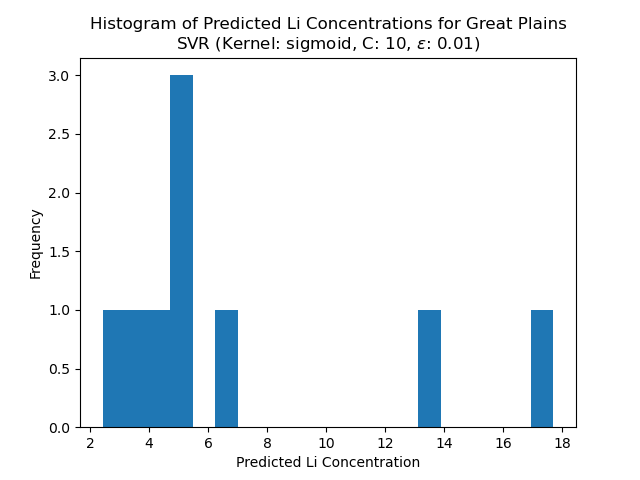 Histogram of Predicted Li Concentrations for Great Plains
SVR (Kernel: sigmoid, C: 10, ε: 0.01)
3.0
2.5
2.0
1.5
1.0
0.5
0.0
Frequency
2 4 6 8 10 12 14 16 18
Predicted Li Concentration